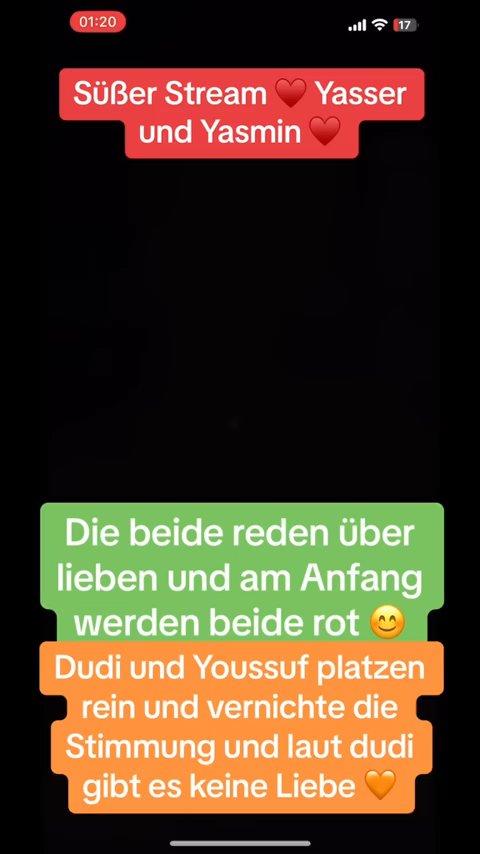 01:20
17
Süßer Stream ♥️ Yasser
und Yasmin ♥️
Die beide reden über
lieben und am Anfang
werden beide rot 😊
Dudi und Youssuf platzen
rein und vernichte die
Stimmung und laut dudi
gibt es keine Liebe 🧡